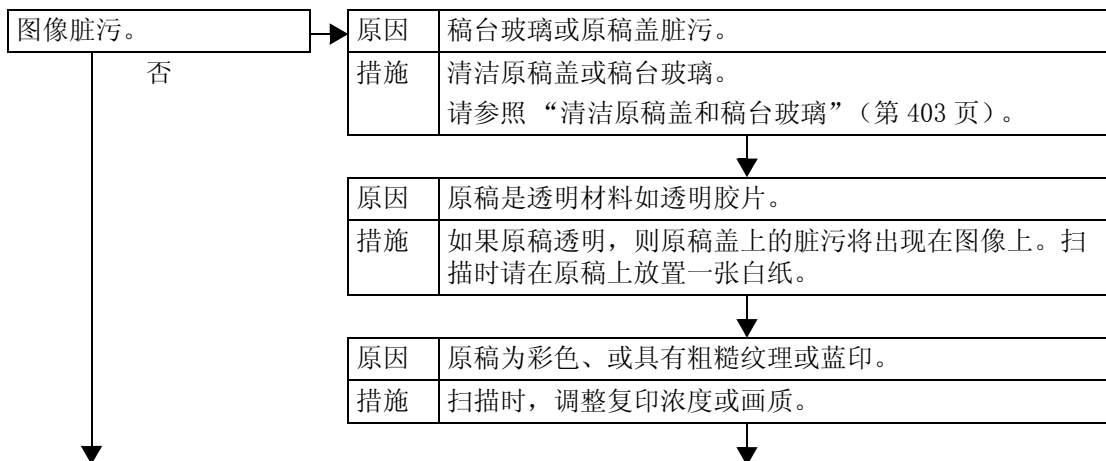 图像脏污。
否
原因 稿台玻璃或原稿盖脏污。
措施 清洁原稿盖或稿台玻璃。
请参照 “清洁原稿盖和稿台玻璃”（第 403 页）。
原因 原稿是透明材料如透明胶片。
措施 如果原稿透明，则原稿盖上的脏污将出现在图像上。扫
描时请在原稿上放置一张白纸。
原因 原稿为彩色、或具有粗糙纹理或蓝印。
措施 扫描时，调整复印浓度或画质。